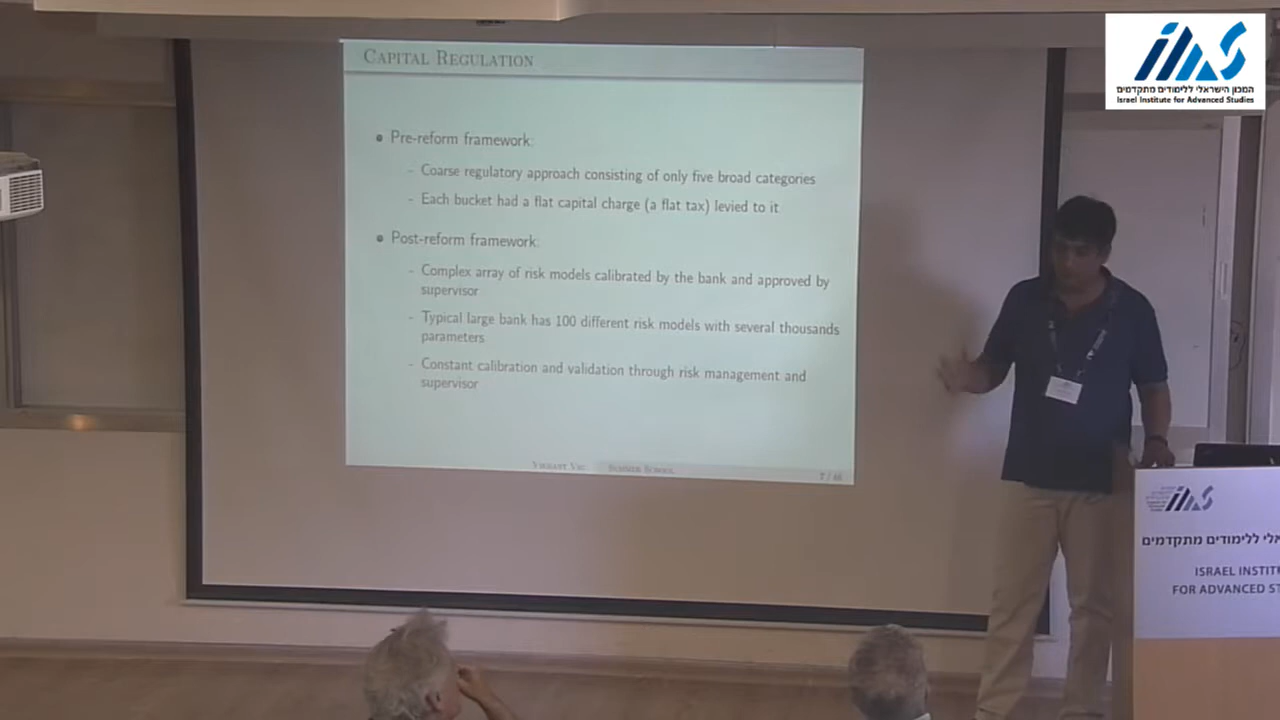 המכון הישראלי ללימודים מתקדמים
Israel Institute for Advanced Studies
CAPITAL REGULATION
Pre-reform framework:
- Coarse regulatory approach consisting of only five broad categories
- Each bucket had a flat capital charge (a flat tax) levied to it
Post-reform framework:
- Complex array of risk models calibrated by the bank and approved by
supervisor
- Typical large bank has 100 different risk models with several thousands
parameters
- Constant calibration and validation through risk management and
supervisor
VIKRANT VIG SUMMER SCHOOL
7 /
ללימודים מתקדמים
ISRAEL
FOR ADVANCED